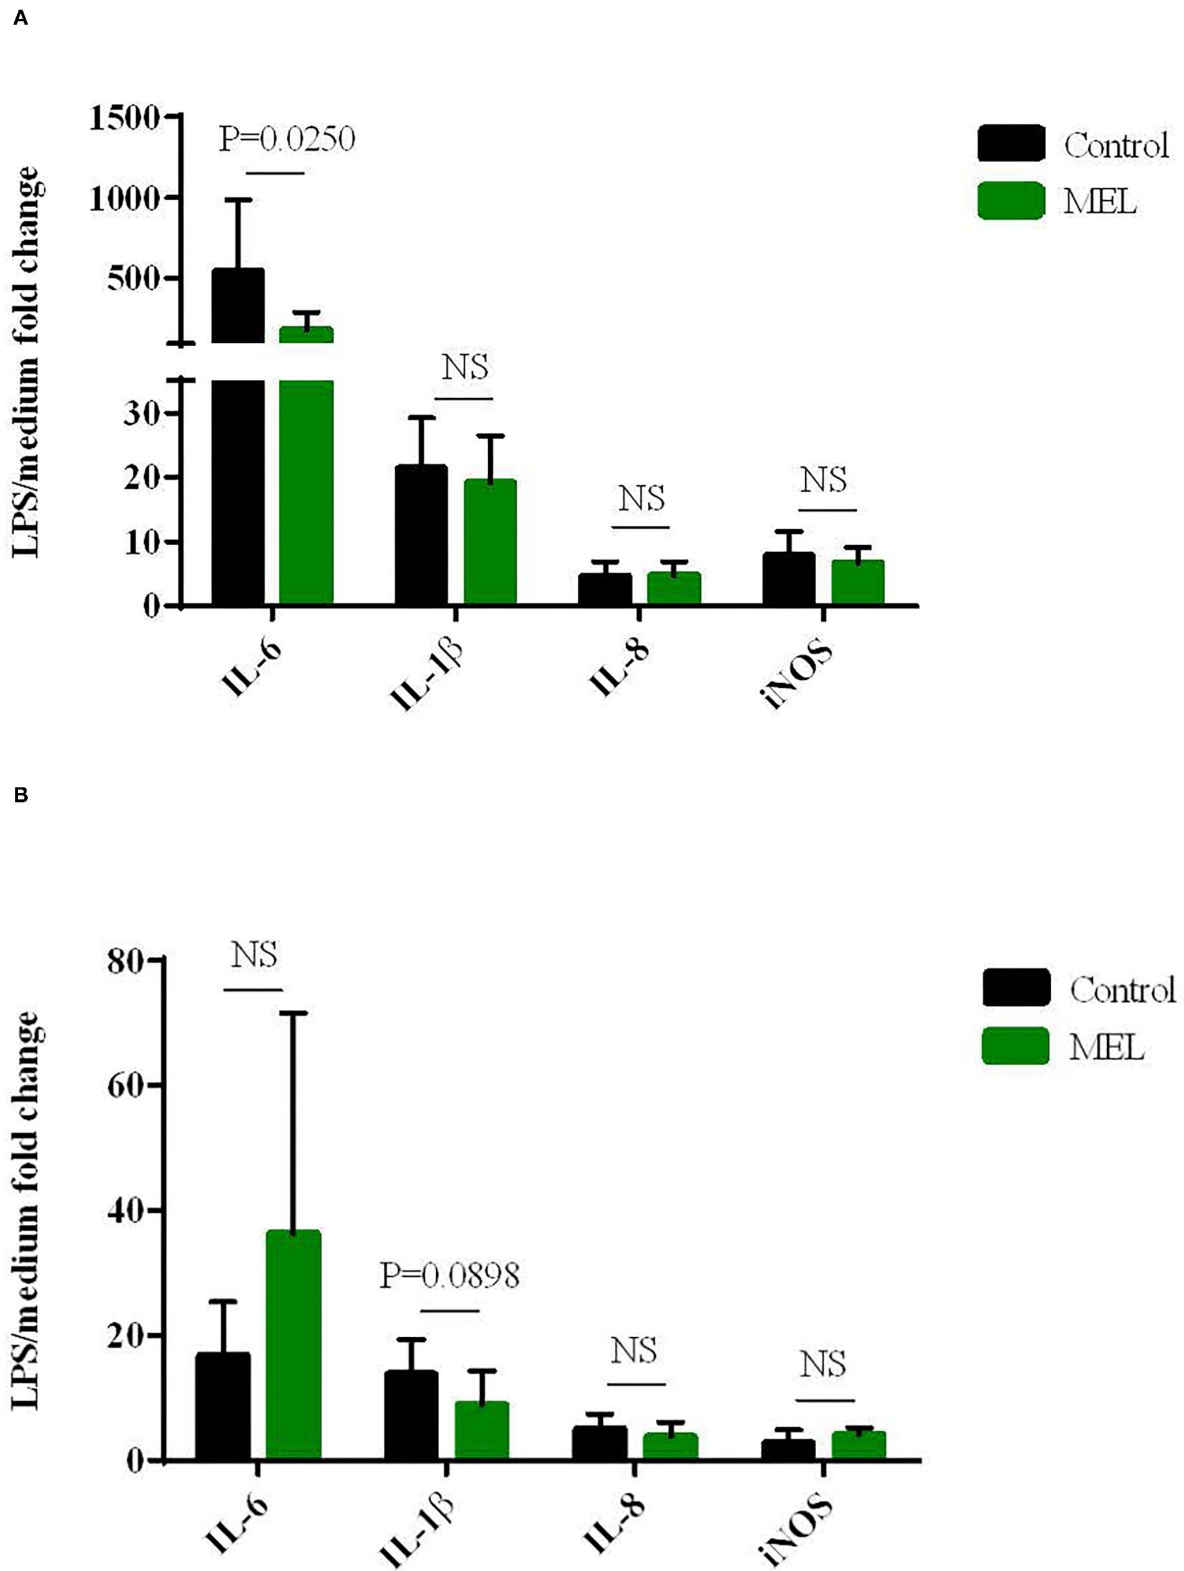 A
LPS/medium fold change
1500
1000
500
30
20
10
0
P=0.0250
NS
NS
NS
IL-6
IL-1β
IL-8
iNOS
Control
MEL
B
LPS/medium fold change
80
60
40
20
0
NS
P=0.0898
NS
NS
IL-6
IL-1β
IL-8
iNOS
Control
MEL